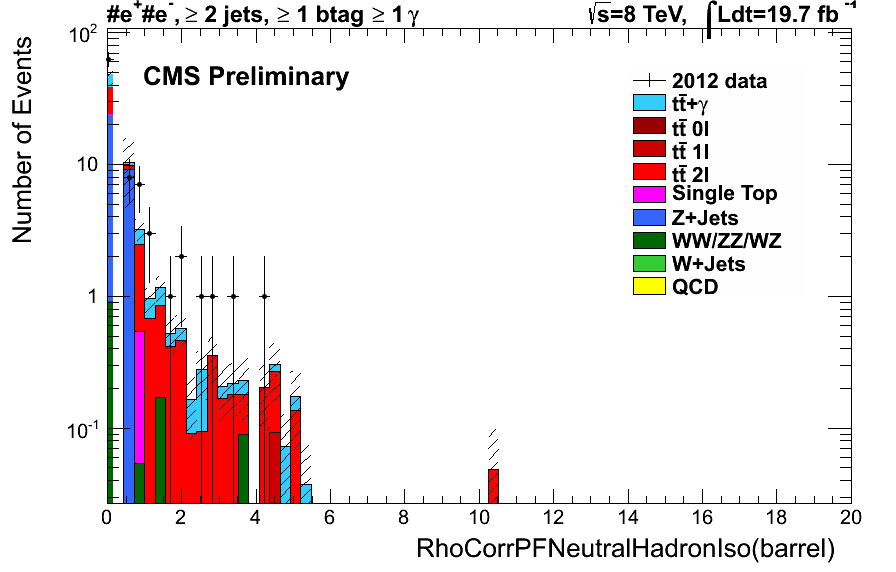 #e⁺#e⁻, ≥ 2 jets, ≥ 1 btag ≥ 1 γ √s=8 TeV, ∫Ldt=19.7 fb⁻¹
CMS Preliminary
2012 data
tt̄+γ
tt̄ 0l
tt̄ 1l
tt̄ 2l
Single Top
Z+Jets
WW/ZZ/WZ
W+Jets
QCD
Number of Events
10²
10
1
10⁻¹
0 2 4 6 8 10 12 14 16 18 20
RhoCorrPFNeutralHadronIso(barrel)